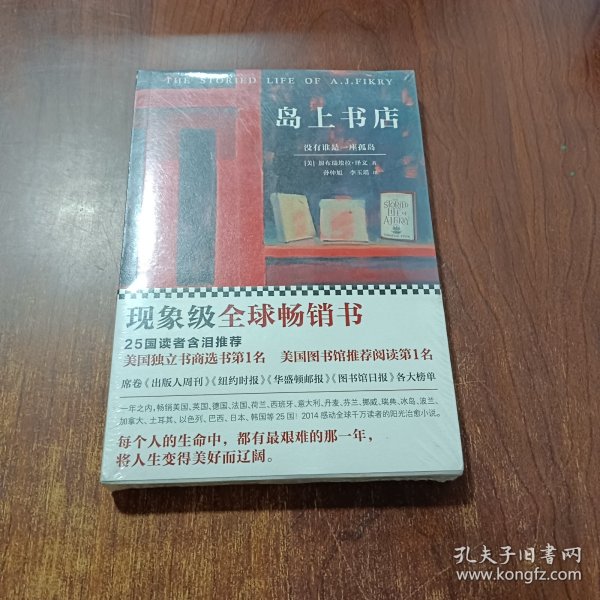 THE STORIED LIFE OF A.J.FIKRY
岛上书店
没有谁是一座孤岛
[美] 加布瑞埃拉·泽文 著
孙仲旭 李玉瑶 译
THE STORIED LIFE OF A.J.FIKRY
现象级全球畅销书
25国读者含泪推荐
美国独立书商选书第1名 美国图书馆推荐阅读第1名
席卷《出版人周刊》《纽约时报》《华盛顿邮报》《图书馆日报》各大榜单
一年之内,畅销美国、英国、德国、法国、荷兰、西班牙、意大利、丹麦、芬兰、挪威、瑞典、冰岛、波兰、
加拿大、土耳其、以色列、巴西、日本、韩国等25国!2014感动全球千万读者的阳光治愈小说。
每个人的生命中,都有最艰难的那一年,
将人生变得美好而辽阔。
孔夫子旧书网
www.kongfz.com